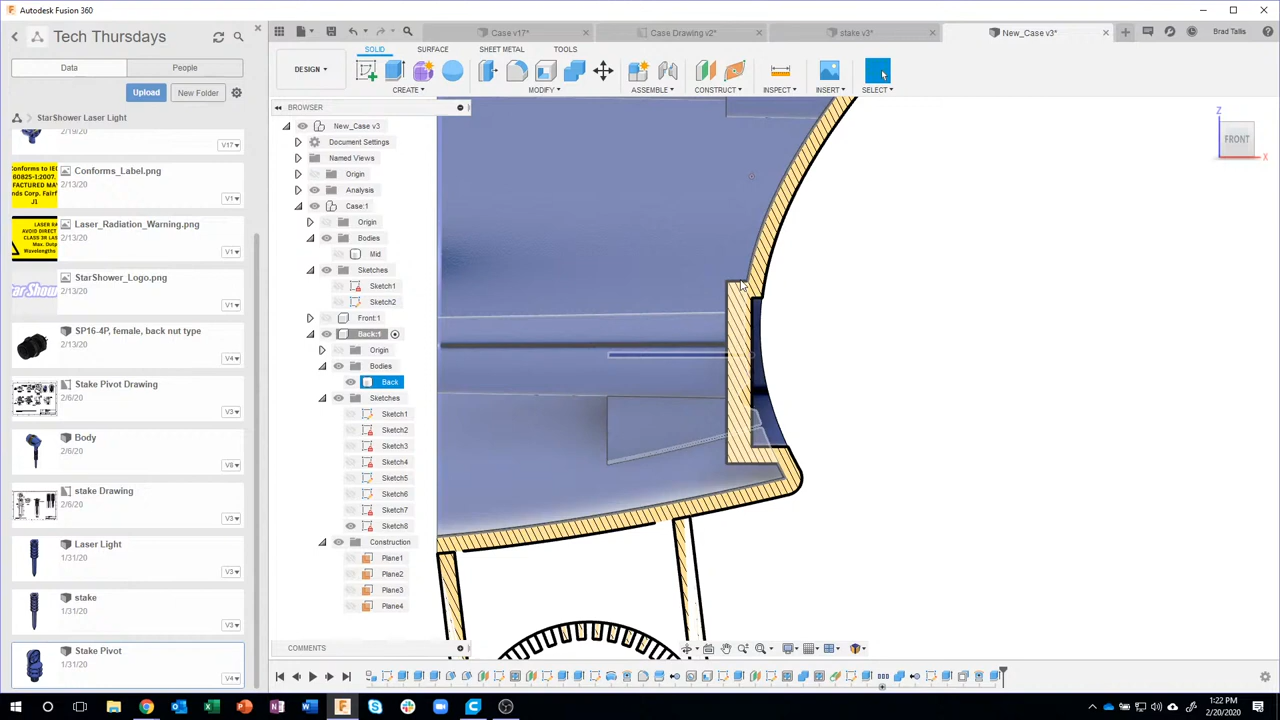 Autodesk Fusion 360
Tech Thursdays
Case v17*
Case Drawing v2*
stake v3*
New_Case v3*
Brad Tallis
Data
People
SOLID
SURFACE
SHEET METAL
TOOLS
Upload
New Folder
DESIGN
CREATE
MODIFY
ASSEMBLE
CONSTRUCT
INSPECT
INSERT
SELECT
StarShower Laser Light
2/19/20
V17
Conforms_Label.png
2/13/20
V1
Laser_Radiation_Warning.png
2/13/20
V1
StarShower_Logo.png
2/13/20
V1
SP16-4P, female, back nut type
2/13/20
V4
Stake Pivot Drawing
2/6/20
V3
Body
2/6/20
V8
stake Drawing
2/6/20
V3
Laser Light
1/31/20
V3
stake
1/31/20
V3
Stake Pivot
1/31/20
V4
BROWSER
New_Case v3
Document Settings
Named Views
Origin
Analysis
Case:1
Origin
Bodies
Mid
Sketches
Sketch1
Sketch2
Front:1
Back:1
Origin
Bodies
Back
Sketches
Sketch1
Sketch2
Sketch3
Sketch4
Sketch5
Sketch6
Sketch7
Sketch8
Construction
Plane1
Plane2
Plane3
Plane4
COMMENTS
Z
FRONT
X
1:22 PM
2/20/2020